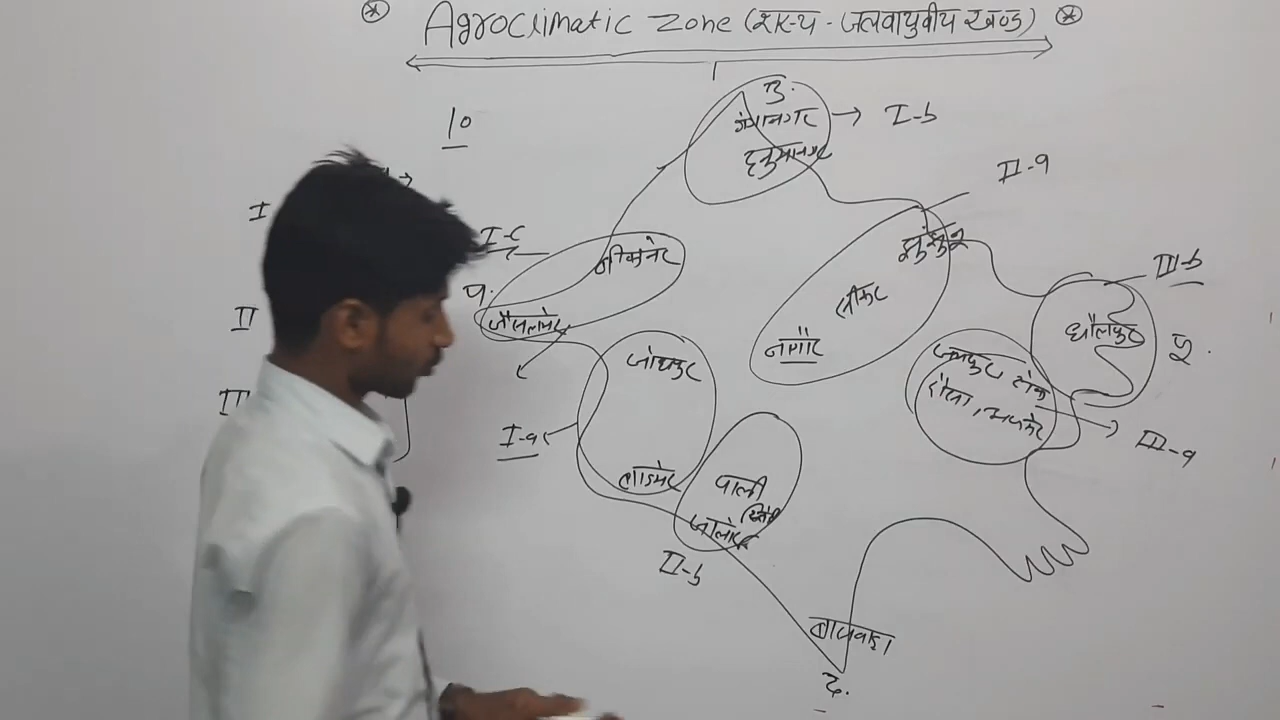 Agroclimatic zone (शस्य - जलवायुवीय खण्ड)
10
उ.
गंगानगर
हनुमानगढ़
I-b
II-a
I
I-c
बीकानेर
झुंझुनू
III-b
प.
जैसलमेर
सीकर
धौलपुर
पू.
II
नागौर
जोधपुर
जयपुर टोंक
दौसा, अजमेर
III
I-a
III-a
बाड़मेर
पाली
सिरोही
जालोर
II-b
बांसवाड़ा
द.